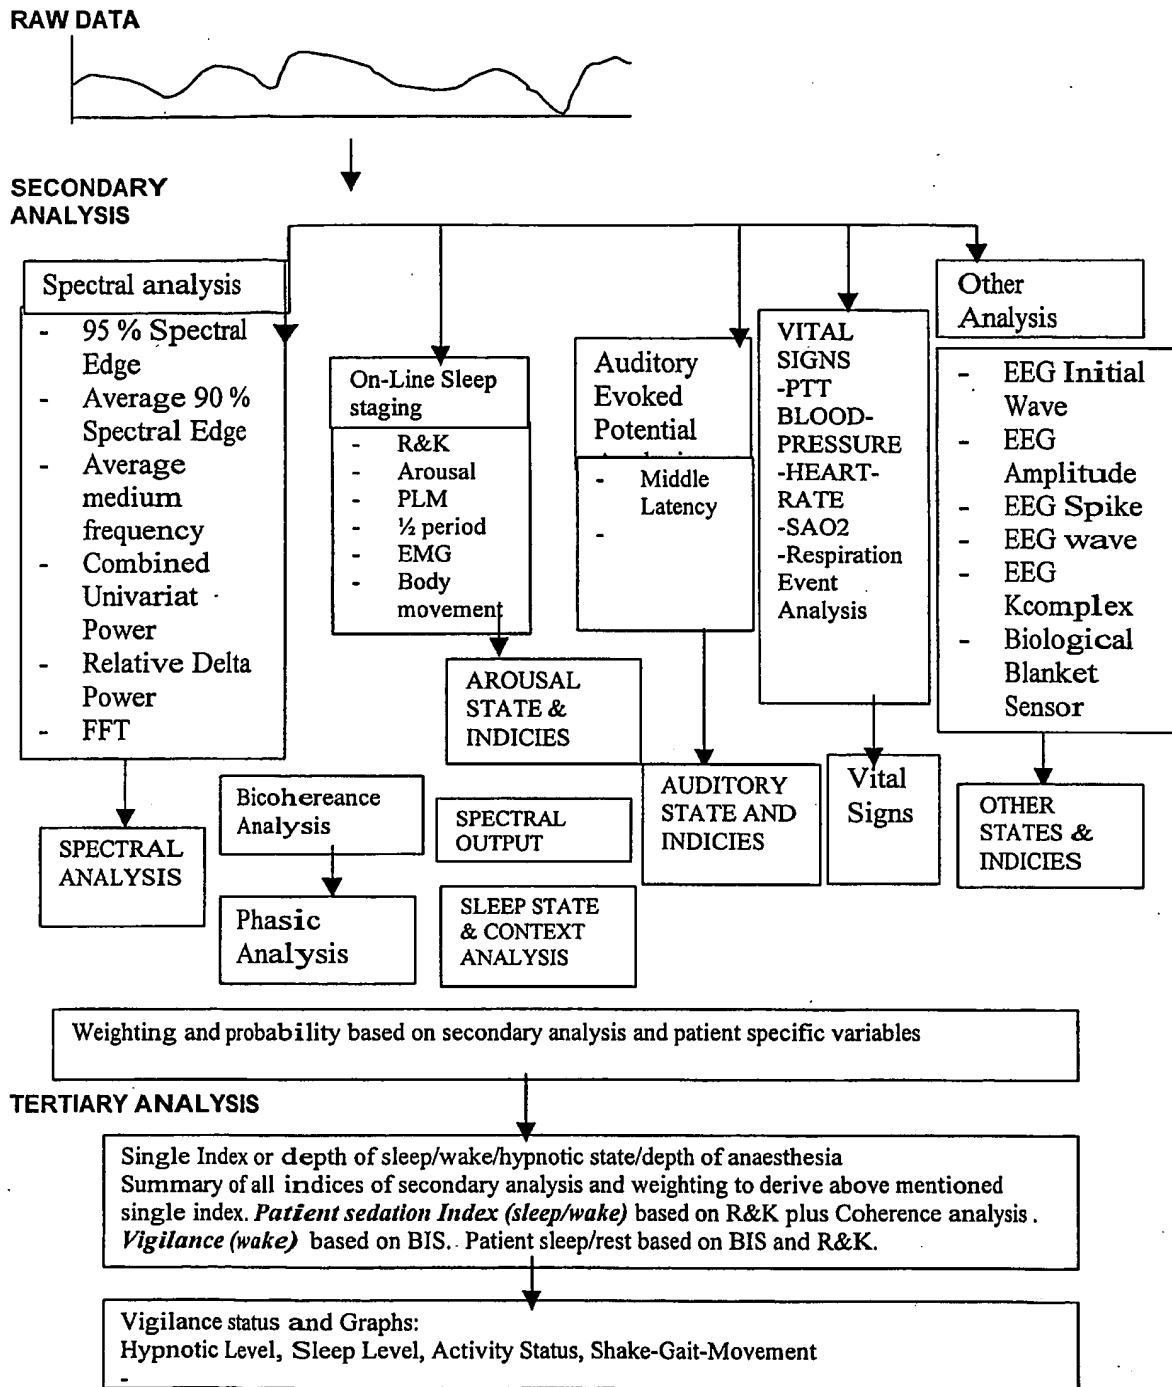 RAW DATA
SECONDARY
ANALYSIS
Spectral analysis
- 95 % Spectral
Edge
- Average 90 %
Spectral Edge
- Average
medium
frequency
- Combined
Univariat
Power
- Relative Delta
Power
- FFT
On-Line Sleep
staging
- R&K
- Arousal
- PLM
- ½ period
- EMG
- Body
movement
Auditory
Evoked
Potential
- Middle
Latency
-
VITAL
SIGNS
-PTT
BLOOD-
PRESSURE
-HEART-
RATE
-SAO2
-Respiration
Event
Analysis
Other
Analysis
- EEG Initial
Wave
- EEG
Amplitude
- EEG Spike
- EEG wave
- EEG
Kcomplex
- Biological
Blanket
Sensor
SPECTRAL
ANALYSIS
Bicohereance
Analysis
Phasic
Analysis
AROUSAL
STATE &
INDICIES
SPECTRAL
OUTPUT
SLEEP STATE
& CONTEXT
ANALYSIS
AUDITORY
STATE AND
INDICIES
Vital
Signs
OTHER
STATES &
INDICIES
Weighting and probability based on secondary analysis and patient specific variables
TERTIARY ANALYSIS
Single Index or depth of sleep/wake/hypnotic state/depth of anaesthesia
Summary of all indices of secondary analysis and weighting to derive above mentioned
single index. Patient sedation Index (sleep/wake) based on R&K plus Coherence analysis.
Vigilance (wake) based on BIS. Patient sleep/rest based on BIS and R&K.
Vigilance status and Graphs:
Hypnotic Level, Sleep Level, Activity Status, Shake-Gait-Movement
-